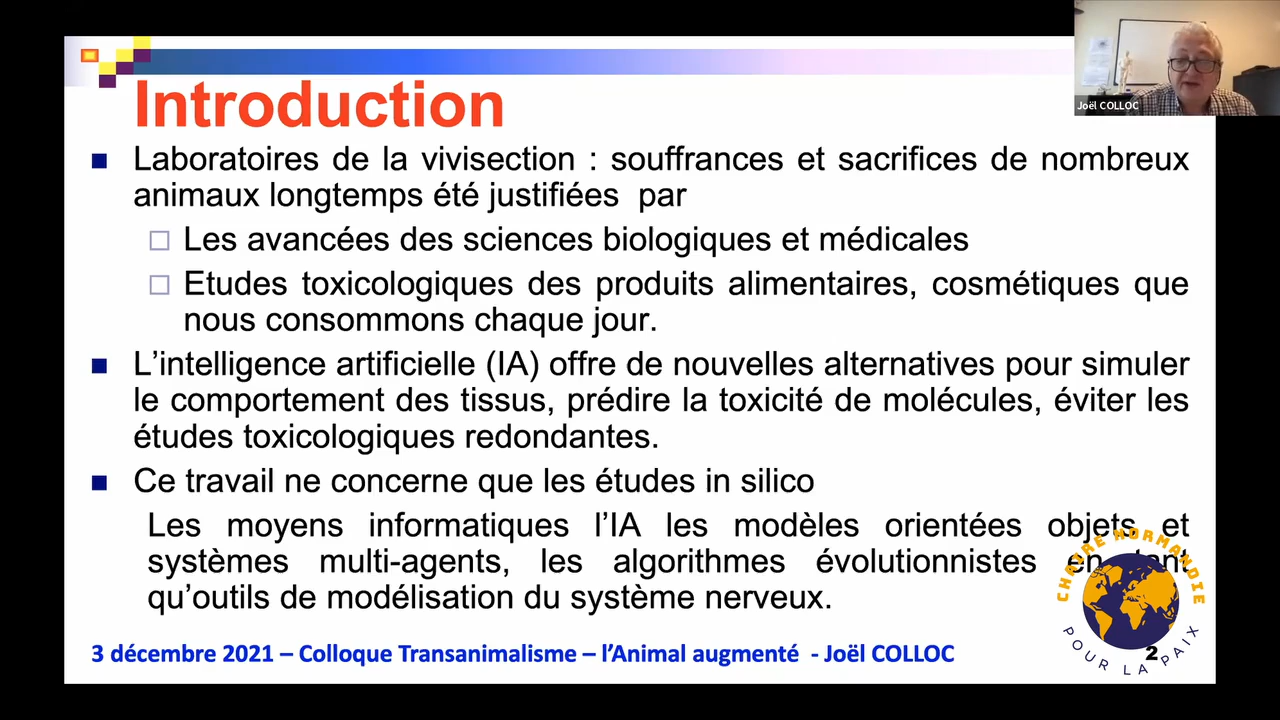 Joël COLLOC
Introduction
Laboratoires de la vivisection : souffrances et sacrifices de nombreux
animaux longtemps été justifiées par
Les avancées des sciences biologiques et médicales
Etudes toxicologiques des produits alimentaires, cosmétiques que
nous consommons chaque jour.
L'intelligence artificielle (IA) offre de nouvelles alternatives pour simuler
le comportement des tissus, prédire la toxicité de molécules, éviter les
études toxicologiques redondantes.
Ce travail ne concerne que les études in silico
Les moyens informatiques l'IA les modèles orientées objets et
systèmes multi-agents, les algorithmes évolutionnistes en tant
qu'outils de modélisation du système nerveux.
CHAIRE NORMANDIE
POUR LA PAIX
3 décembre 2021 – Colloque Transanimalisme – l'Animal augmenté - Joël COLLOC
2